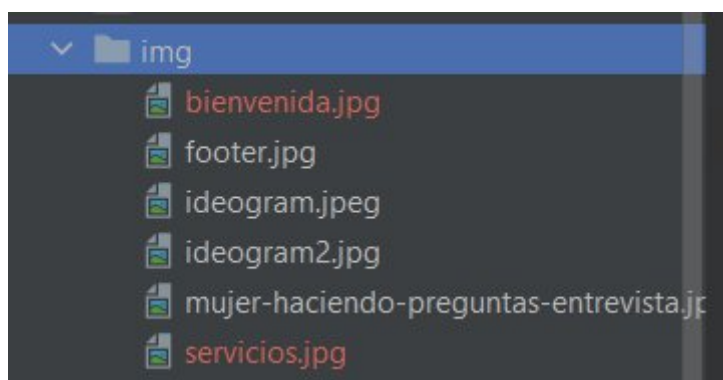 img
bienvenida.jpg
footer.jpg
ideogram.jpeg
ideogram2.jpg
mujer-haciendo-preguntas-entrevista.jp
servicios.jpg